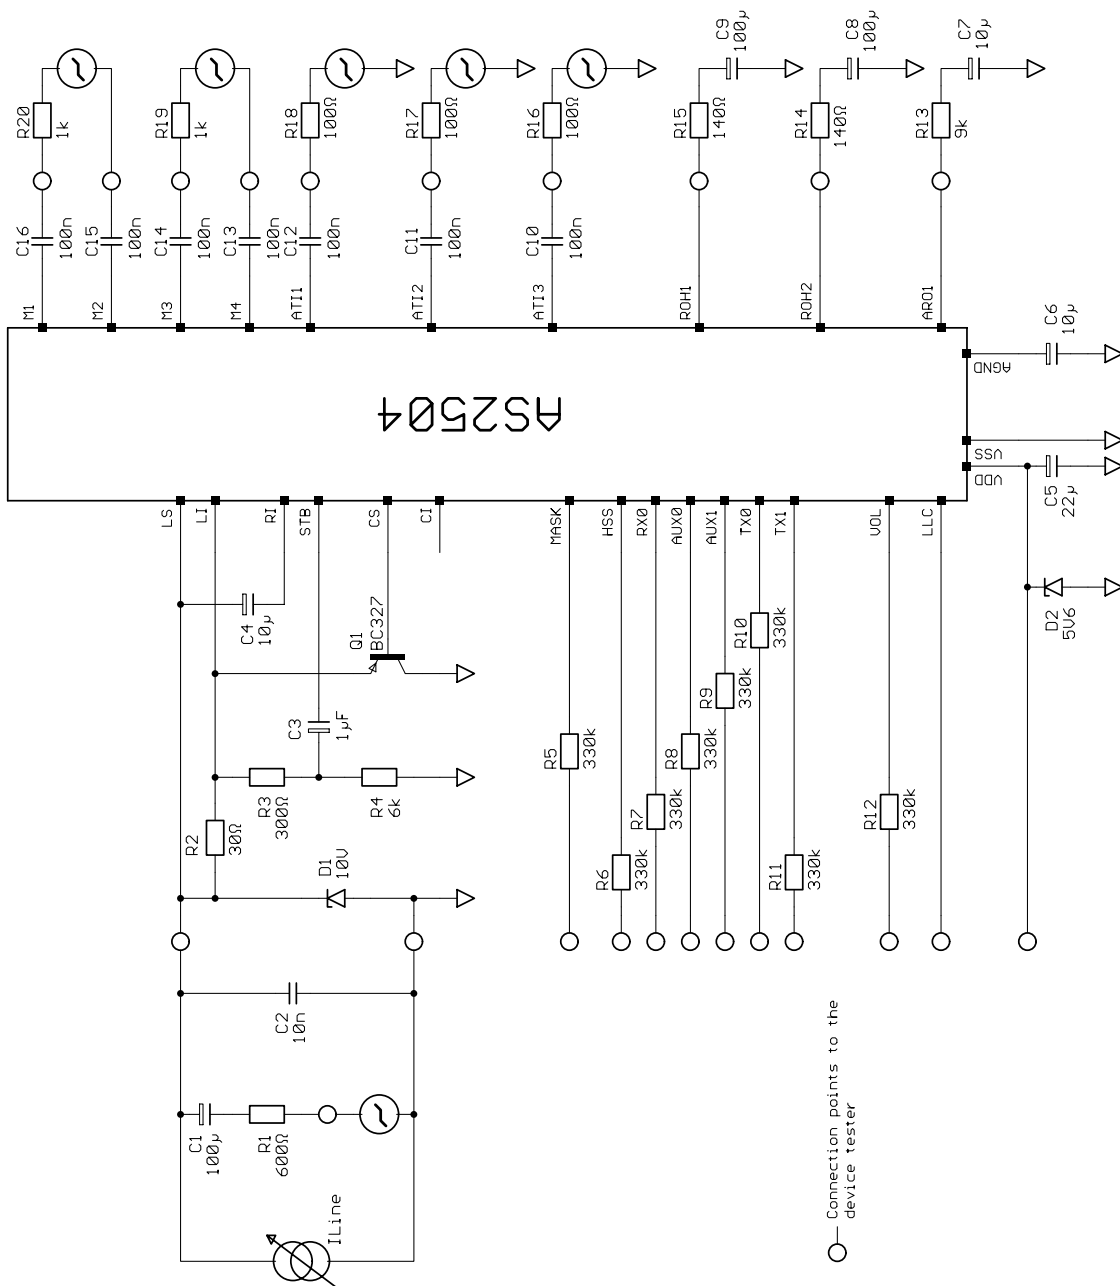 R20
1k
R19
1k
R18
100Ω
R17
100Ω
R16
100Ω
R15
140Ω
C9
100µ
R14
140Ω
C8
100µ
R13
9k
C7
10µ
C16
100n
C15
100n
C14
100n
C13
100n
C12
100n
C11
100n
C10
100n
M1
M2
M3
M4
ATI1
ATI2
ATI3
ROH1
ROH2
ARO1
AS2504
AGND
C6
10µ
VSS
VDD
C5
22µ
LS
LI
RI
STB
CS
CI
MASK
HSS
RX0
AUX0
AUX1
TX0
TX1
VOL
LLC
C4
10µ
Q1
BC327
C3
1µF
R3
300Ω
R4
6k
R2
30Ω
D1
10V
D2
5V6
R10
330k
R9
330k
R5
330k
R8
330k
R7
330k
R12
330k
R6
330k
R11
330k
C2
10n
C1
100µ
R1
600Ω
ILine
Connection points to the
device tester